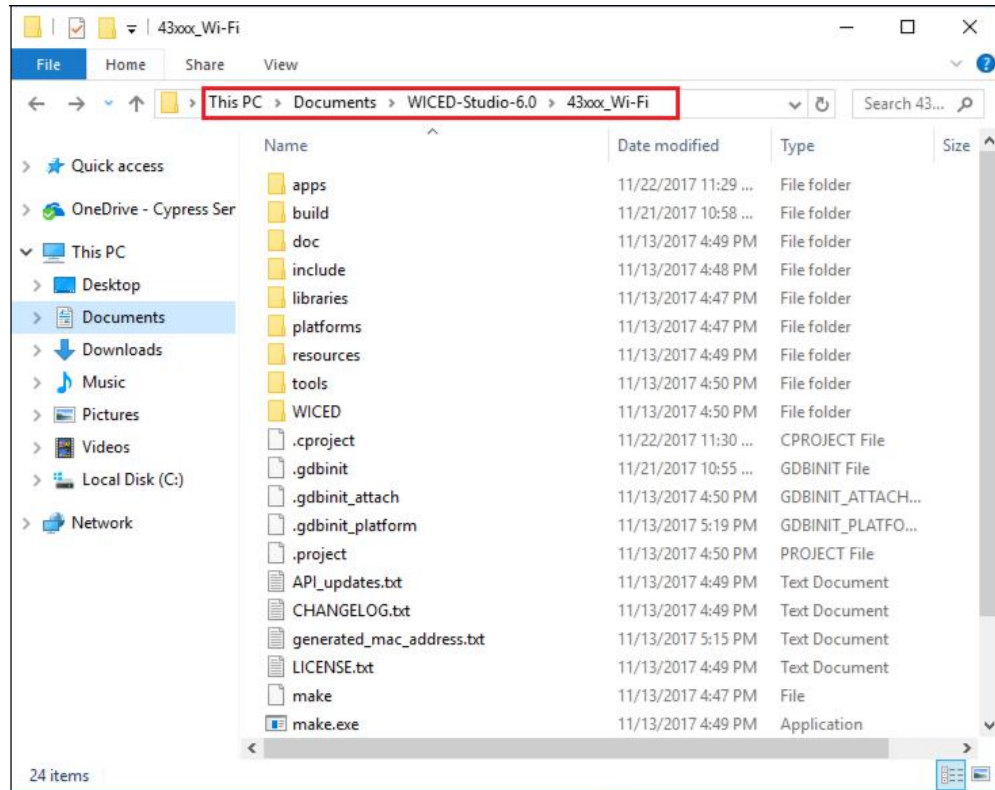 43xxx_Wi-Fi
File Home Share View
This PC > Documents > WICED-Studio-6.0 > 43xxx_Wi-Fi Search 43...
Name Date modified Type Size
Quick access
OneDrive - Cypress Ser
This PC
Desktop
Documents
Downloads
Music
Pictures
Videos
Local Disk (C:)
Network
apps 11/22/2017 11:29 ... File folder
build 11/21/2017 10:58 ... File folder
doc 11/13/2017 4:49 PM File folder
include 11/13/2017 4:48 PM File folder
libraries 11/13/2017 4:47 PM File folder
platforms 11/13/2017 4:47 PM File folder
resources 11/13/2017 4:49 PM File folder
tools 11/13/2017 4:50 PM File folder
WICED 11/13/2017 4:50 PM File folder
.cproject 11/22/2017 11:30 ... CPROJECT File
.gdbinit 11/21/2017 10:55 ... GDBINIT File
.gdbinit_attach 11/13/2017 4:50 PM GDBINIT_ATTACH...
.gdbinit_platform 11/13/2017 5:19 PM GDBINIT_PLATFO...
.project 11/13/2017 4:50 PM PROJECT File
API_updates.txt 11/13/2017 4:49 PM Text Document
CHANGELOG.txt 11/13/2017 4:49 PM Text Document
generated_mac_address.txt 11/13/2017 5:15 PM Text Document
LICENSE.txt 11/13/2017 4:49 PM Text Document
make 11/13/2017 4:47 PM File
make.exe 11/13/2017 4:49 PM Application
24 items